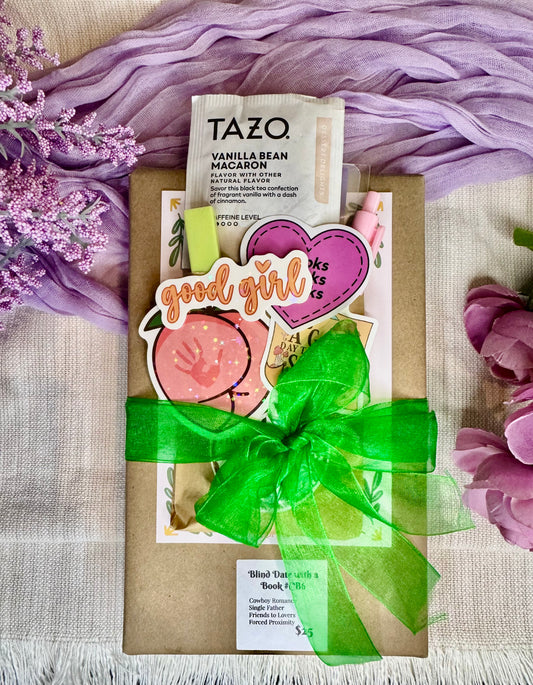 TAZO.
VANILLA BEAN
MACARON
FLAVOR WITH OTHER
NATURAL FLAVOR
Savor this black tea confection
of fragrant vanilla with a dash
of cinnamon.
CAFFEINE LEVEL
good girl
Blind Date with a
Book #CB6
Cowboy Romance
Single Father
Friends to Lovers
Forced Proximity
$25